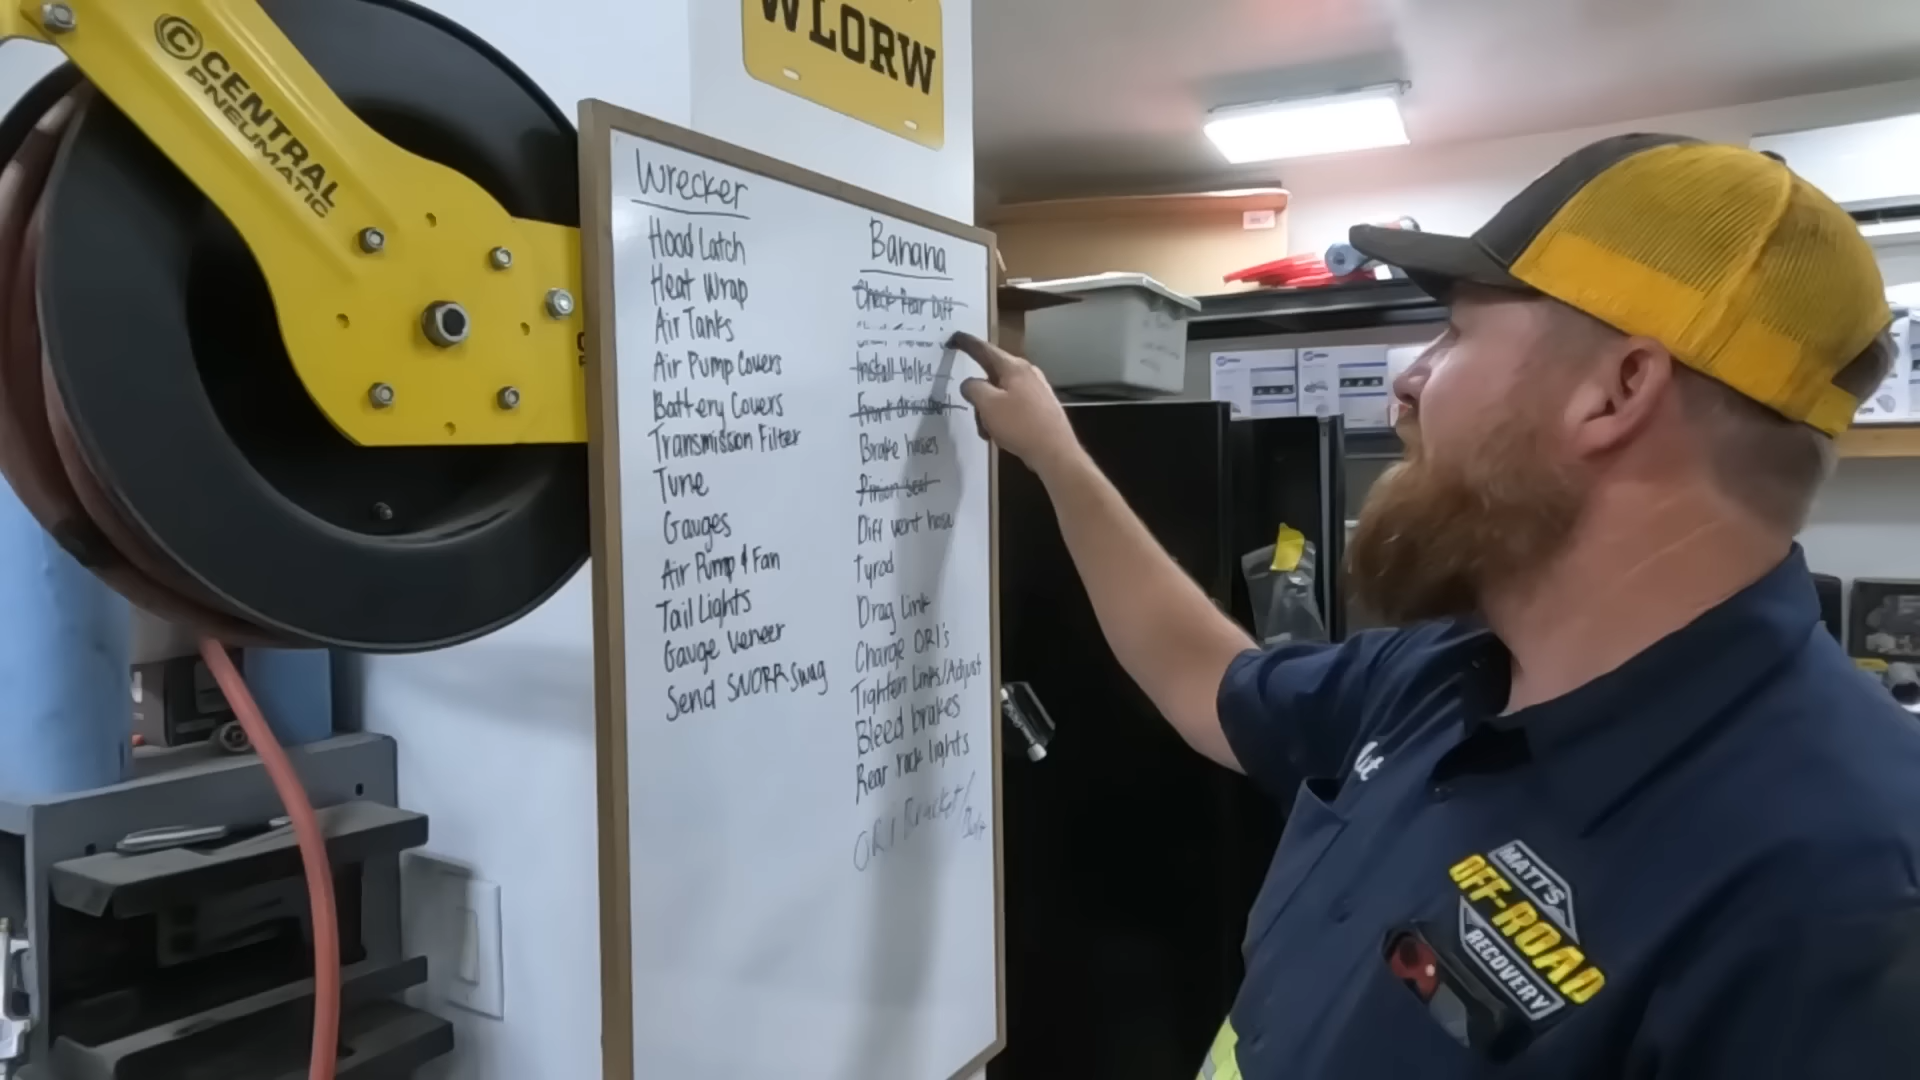 WLORW
CENTRAL
PNEUMATIC
Wrecker
Hood Latch
Heat Wrap
Air Tanks
Air Pump Covers
Battery Covers
Transmission Filter
Tune
Gauges
Air Pump & Fan
Tail Lights
Gauge Veneer
Send SNORR swag
Banana
Check Rear Diff
Install Yolks
Front driveshaft
Brake hoses
Pinion seal
Diff vent hose
Tyrod
Drag Link
Charge ORI's
Tighten links/Adjust
Bleed brakes
Rear rock lights
ORI Bracket/
MATT'S
OFF-ROAD
RECOVERY